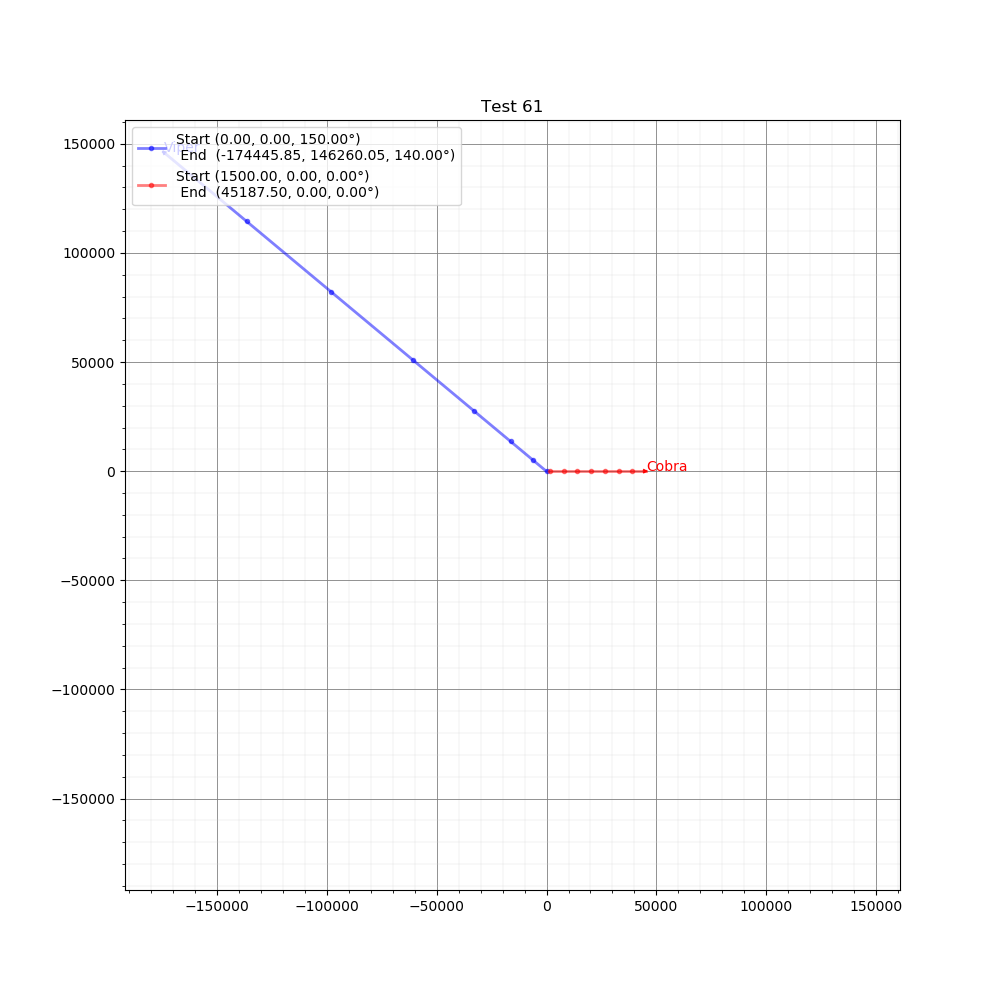 Test 61
Start (0.00, 0.00, 150.00°)
End (-174445.85, 146260.05, 140.00°)
Start (1500.00, 0.00, 0.00°)
End (45187.50, 0.00, 0.00°)
Viper
Cobra
150000
100000
50000
0
−50000
−100000
−150000
−150000
−100000
−50000
0
50000
100000
150000